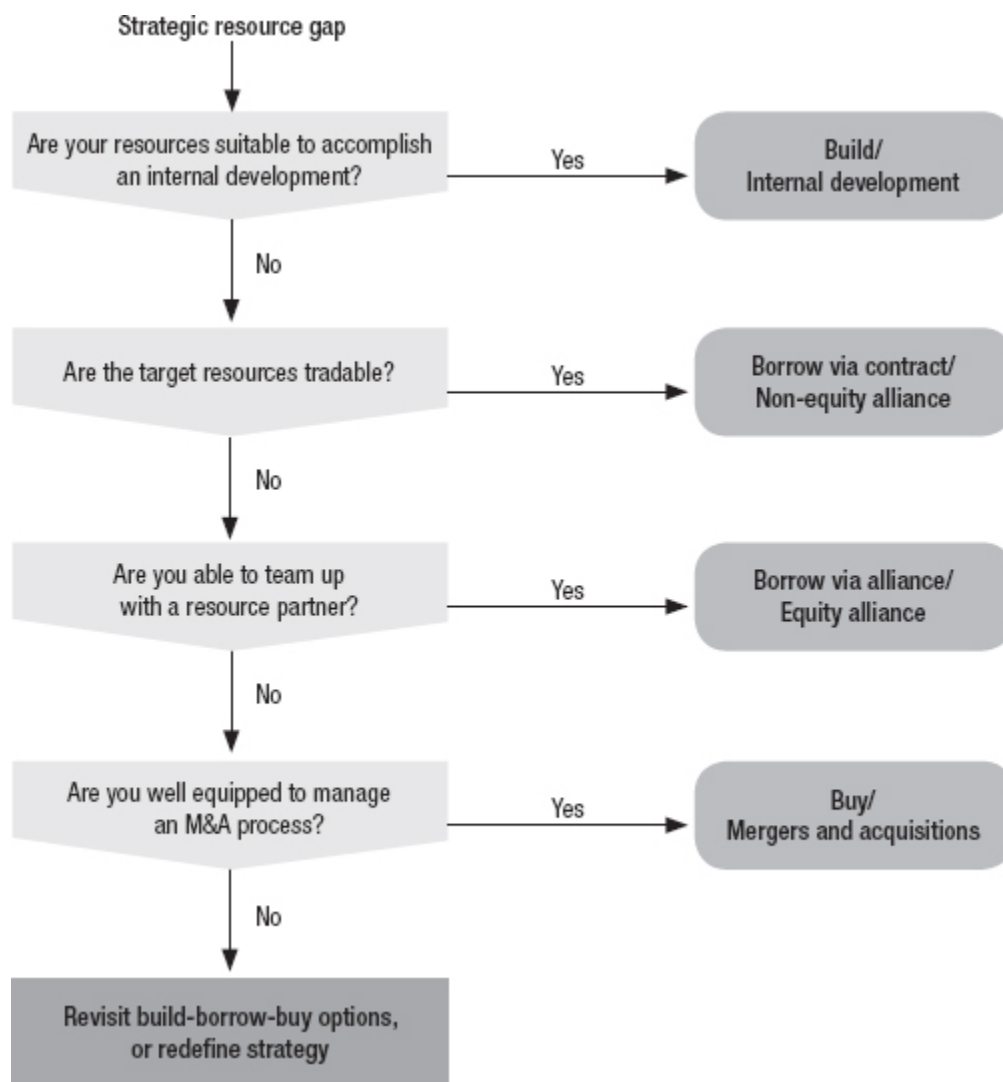 Strategic resource gap
Are your resources suitable to accomplish
an internal development?
Yes
Build/
Internal development
No
Are the target resources tradable?
Yes
Borrow via contract/
Non-equity alliance
No
Are you able to team up
with a resource partner?
Yes
Borrow via alliance/
Equity alliance
No
Are you well equipped to manage
an M&A process?
Yes
Buy/
Mergers and acquisitions
No
Revisit build-borrow-buy options,
or redefine strategy